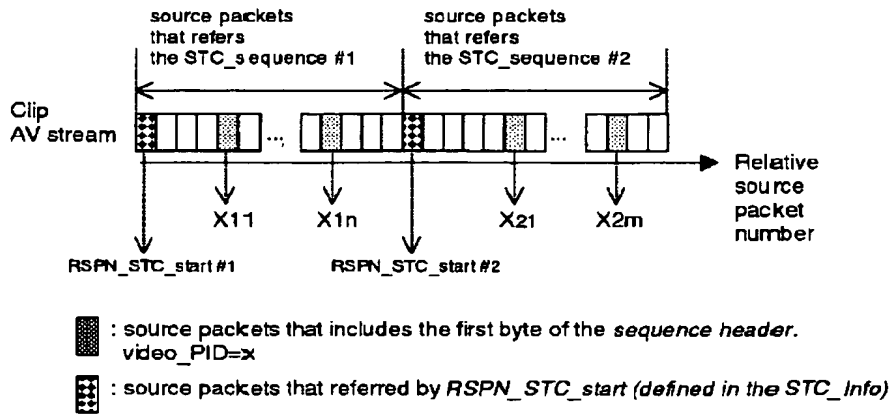 source packets
that refers
the STC_sequence #1
source packets
that refers
the STC_sequence #2
Clip
AV stream
...
...
Relative
source
packet
number
X11
X1n
X21
X2m
RSPN_STC_start #1
RSPN_STC_start #2
: source packets that includes the first byte of the sequence header.
video_PID=x
: source packets that referred by RSPN_STC_start (defined in the STC_Info)